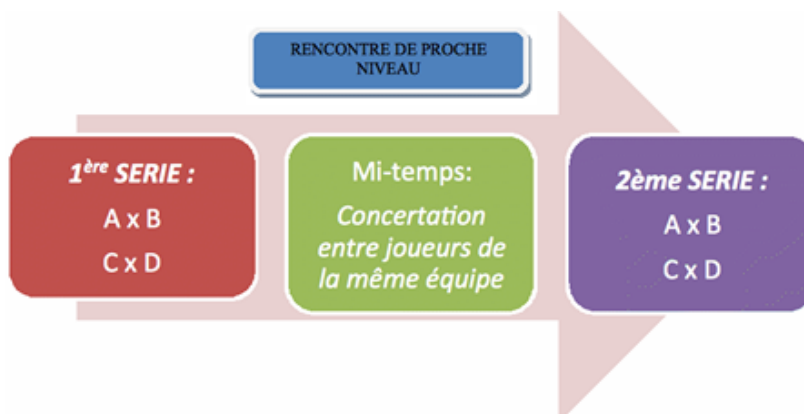 RENCONTRE DE PROCHE
NIVEAU
1ère SERIE :
A x B
C x D
Mi-temps:
Concertation
entre joueurs de
la même équipe
2ème SERIE :
A x B
C x D